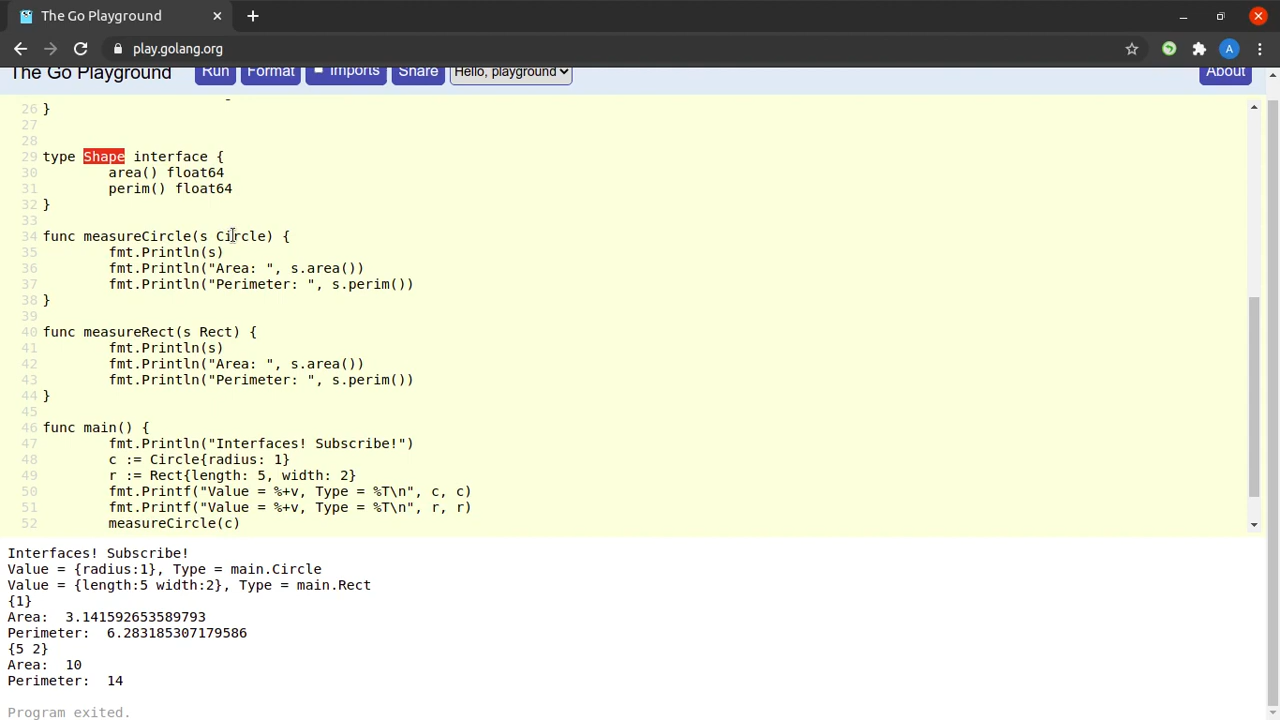 The Go Playground
play.golang.org
A
The Go Playground Run Format Imports Share Hello, playground About
26 }
27
28
29 type Shape interface {
30 area() float64
31 perim() float64
32 }
33
34 func measureCircle(s Circle) {
35 fmt.Println(s)
36 fmt.Println("Area: ", s.area())
37 fmt.Println("Perimeter: ", s.perim())
38 }
39
40 func measureRect(s Rect) {
41 fmt.Println(s)
42 fmt.Println("Area: ", s.area())
43 fmt.Println("Perimeter: ", s.perim())
44 }
45
46 func main() {
47 fmt.Println("Interfaces! Subscribe!")
48 c := Circle{radius: 1}
49 r := Rect{length: 5, width: 2}
50 fmt.Printf("Value = %+v, Type = %T\n", c, c)
51 fmt.Printf("Value = %+v, Type = %T\n", r, r)
52 measureCircle(c)
Interfaces! Subscribe!
Value = {radius:1}, Type = main.Circle
Value = {length:5 width:2}, Type = main.Rect
{1}
Area:  3.141592653589793
Perimeter:  6.283185307179586
{5 2}
Area:  10
Perimeter:  14
Program exited.